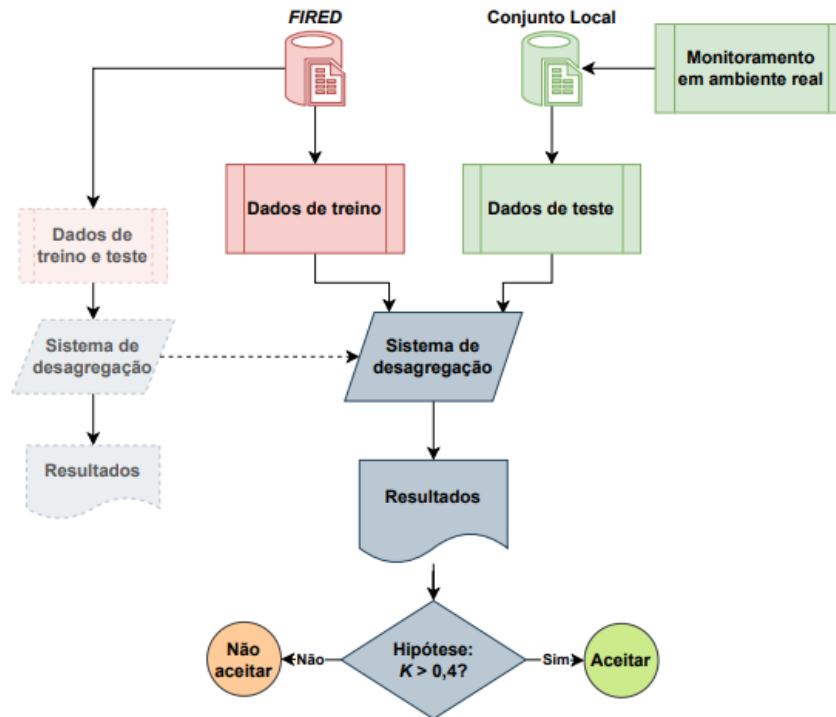 FIRED
Conjunto Local
Monitoramento
em ambiente real
Dados de treino
Dados de teste
Dados de
treino e teste
Sistema de
desagregação
Sistema de
desagregação
Resultados
Resultados
Hipótese:
K > 0,4?
Não
Sim
Não
aceitar
Aceitar